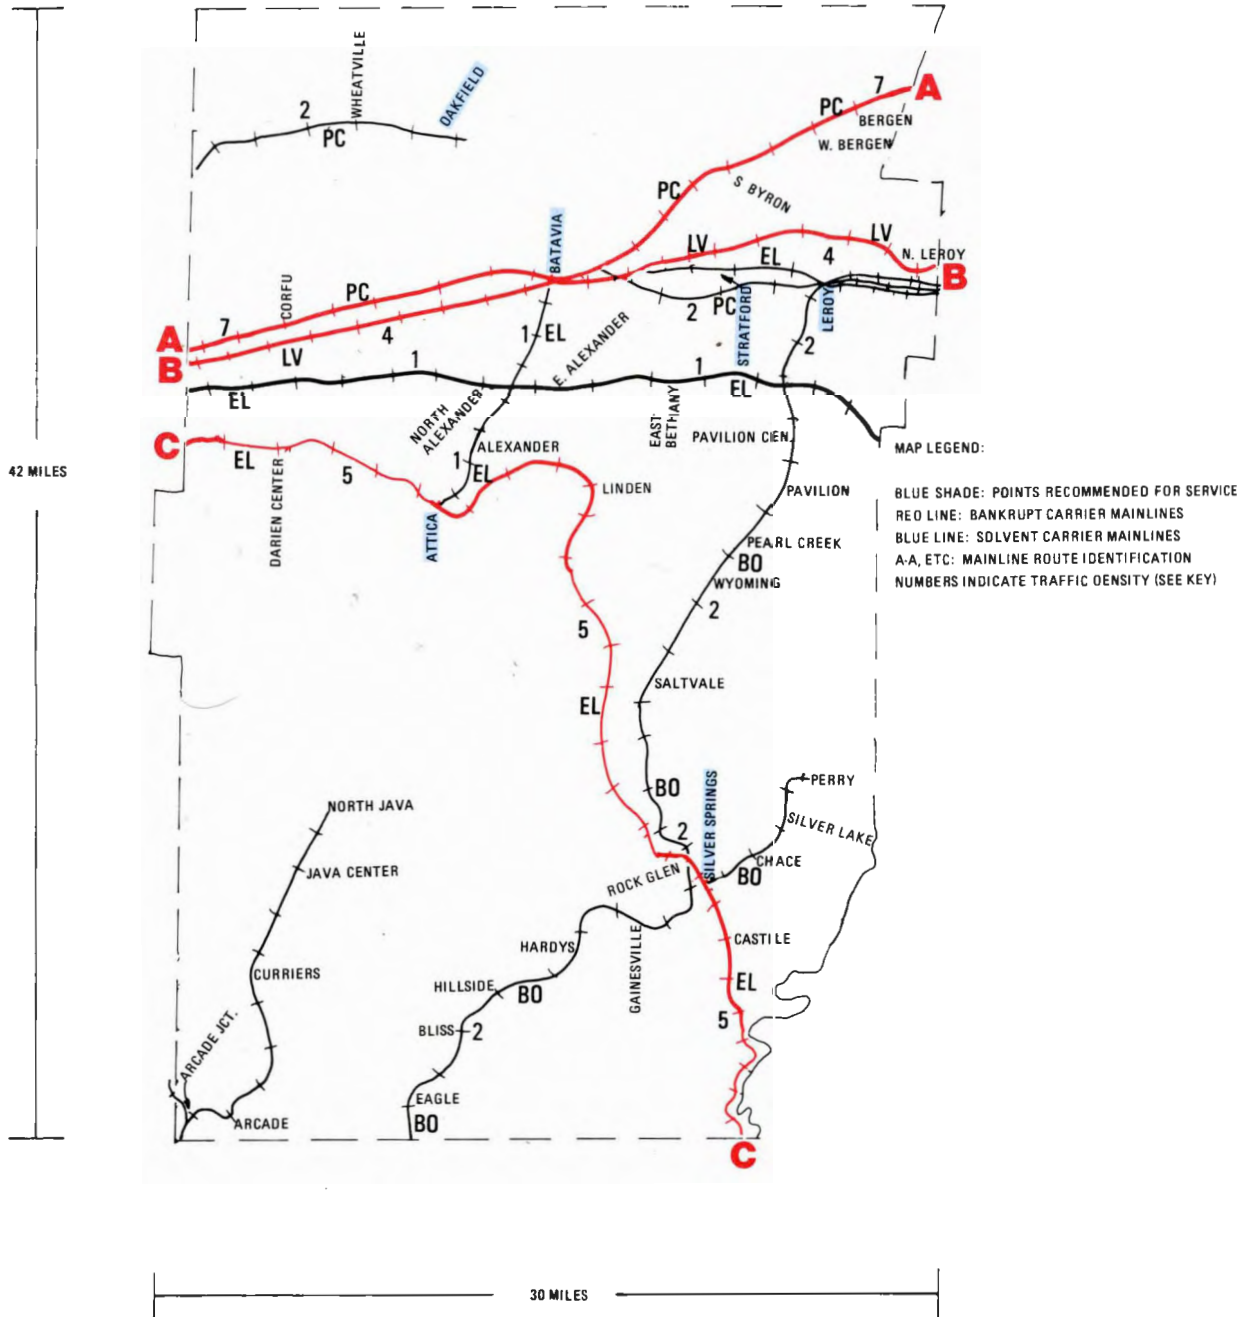 WHEATVILLE
OAKFIELD
2
PC
7
A
PC
BERGEN
W. BERGEN
PC
S BYRON
BATAVIA
LV
EL
4
LV
N. LEROY
B
CORFU
PC
2
PC
STRATFORD
LEROY
7
A
4
1
EL
E. ALEXANDER
2
B
LV
1
1
EL
EL
NORTH
ALEXANDER
EAST
BETHANY
PAVILION CEN
C
EL
5
DARIEN CENTER
ALEXANDER
1
EL
ATTICA
LINDEN
PAVILION
MAP LEGEND:
BLUE SHADE: POINTS RECOMMENDED FOR SERVICE
REO LINE: BANKRUPT CARRIER MAINLINES
BLUE LINE: SOLVENT CARRIER MAINLINES
A-A, ETC: MAINLINE ROUTE IDENTIFICATION
NUMBERS INDICATE TRAFFIC OENSITY (SEE KEY)
42 MILES
PEARL CREEK
BO
WYOMING
2
5
SALTVALE
EL
BO
2
SILVER SPRINGS
PERRY
SILVER LAKE
CHACE
BO
ROCK GLEN
NORTH JAVA
JAVA CENTER
CURRIERS
ARCADE JCT.
ARCADE
HARDYS
GAINESVILLE
HILLSIDE
BO
BLISS
2
EAGLE
BO
CASTILE
EL
5
C
30 MILES